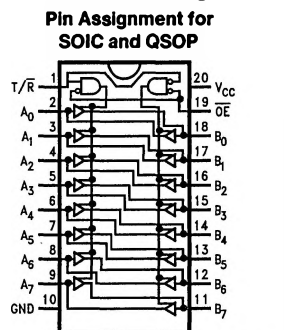 Pin Assignment for
SOIC and QSOP
T/R̅ 1 20 VCC
A0 2 19 O̅E̅
A1 3 18 B0
A2 4 17 B1
A3 5 16 B2
A4 6 15 B3
A5 7 14 B4
A6 8 13 B5
A7 9 12 B6
GND 10 11 B7